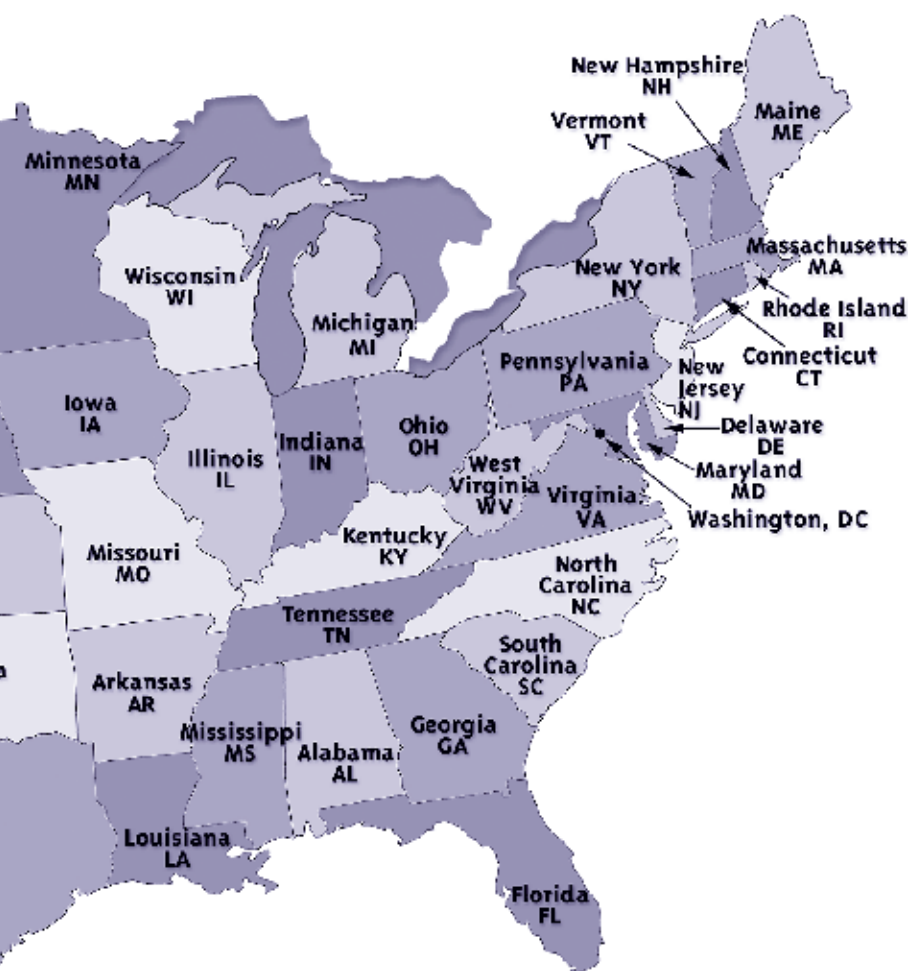 New Hampshire
NH
Maine
ME
Vermont
VT
Minnesota
MN
Massachusetts
MA
Wisconsin
WI
New York
NY
Rhode Island
RI
Michigan
MI
Connecticut
CT
Pennsylvania
PA
New
Jersey
NJ
Iowa
IA
Ohio
OH
Delaware
DE
Indiana
IN
Illinois
IL
West
Virginia
WV
Maryland
MD
Virginia
VA
Washington, DC
Kentucky
KY
Missouri
MO
North
Carolina
NC
Tennessee
TN
South
Carolina
SC
a
Arkansas
AR
Mississippi
MS
Georgia
GA
Alabama
AL
Louisiana
LA
Florida
FL